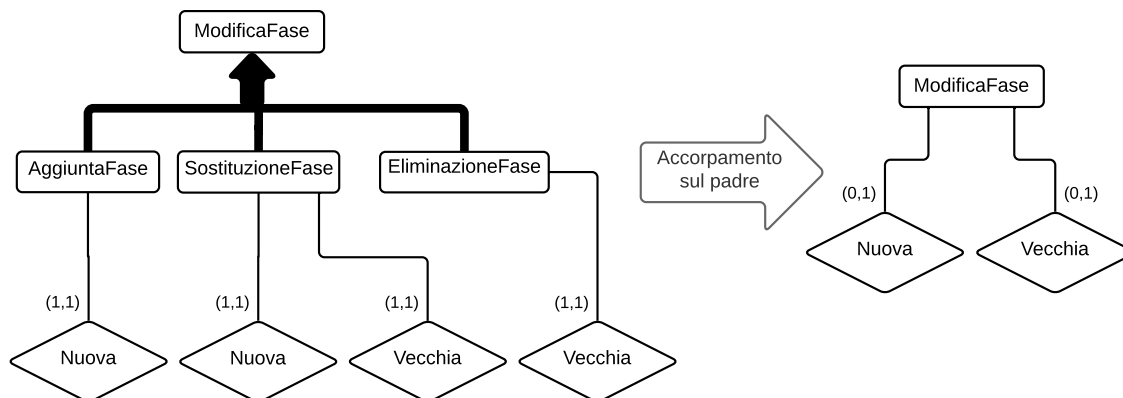 ModificaFase
AggiuntaFase
SostituzioneFase
EliminazioneFase
(1,1)
(1,1)
(1,1)
(1,1)
Nuova
Nuova
Vecchia
Vecchia
Accorpamento
sul padre
ModificaFase
(0,1)
(0,1)
Nuova
Vecchia